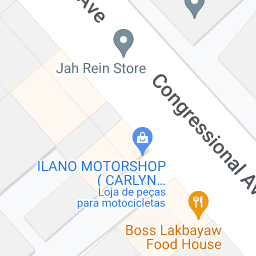 Ave
Jah Rein Store
Congressional Av
ILANO MOTORSHOP
( CARLYN...
Loja de peças
para motocicletas
Boss Lakbayaw
Food House